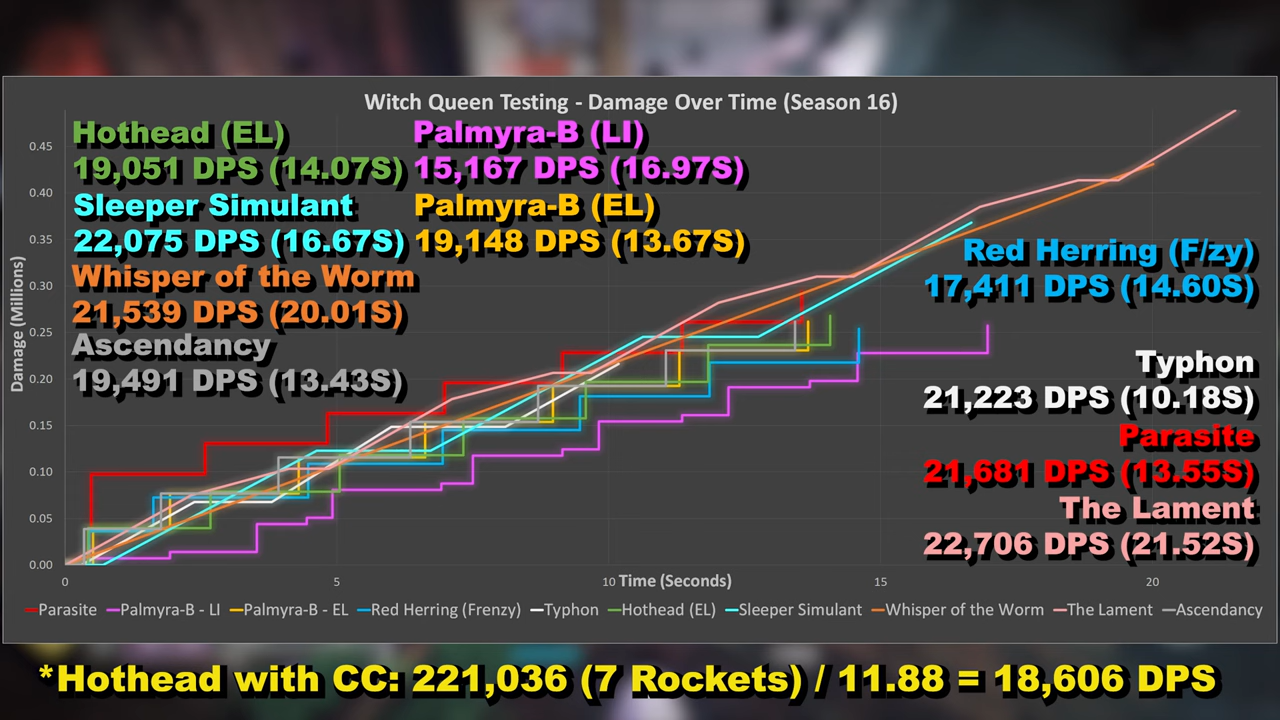 Witch Queen Testing - Damage Over Time (Season 16)
Hothead (EL)
19,051 DPS (14.07S)
Sleeper Simulant
22,075 DPS (16.67S)
Whisper of the Worm
21,539 DPS (20.01S)
Ascendancy
19,491 DPS (13.43S)
Palmyra-B (LI)
15,167 DPS (16.97S)
Palmyra-B (EL)
19,148 DPS (13.67S)
Red Herring (F/zy)
17,411 DPS (14.60S)
Typhon
21,223 DPS (10.18S)
Parasite
21,681 DPS (13.55S)
The Lament
22,706 DPS (21.52S)
Damage (Millions)
0.45
0.40
0.35
0.30
0.25
0.20
0.15
0.10
0.05
0.00
0
5
10
15
20
Time (Seconds)
Parasite
Palmyra-B - LI
Palmyra-B - EL
Red Herring (Frenzy)
Typhon
Hothead (EL)
Sleeper Simulant
Whisper of the Worm
The Lament
Ascendancy
*Hothead with CC: 221,036 (7 Rockets) / 11.88 = 18,606 DPS